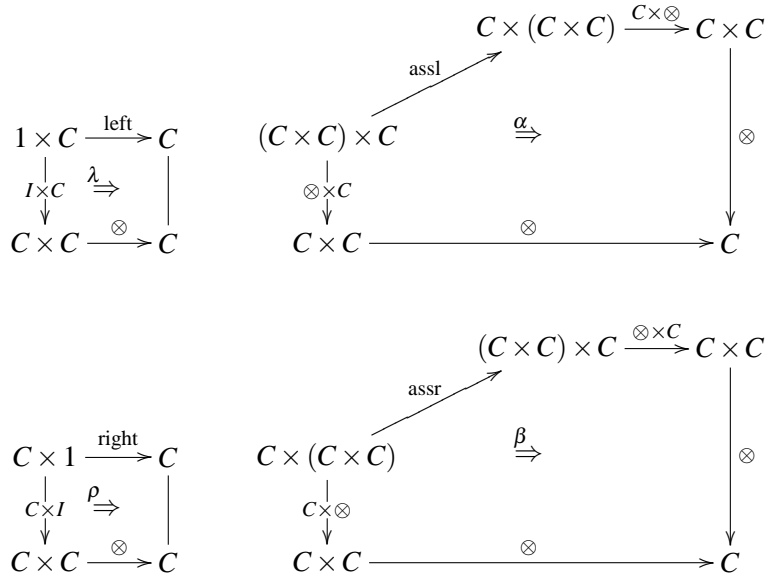 C × (C × C) C×⊗ C × C
assl
1 × C left C (C × C) × C α ⇒ ⊗
I×C λ ⇒ ⊗×C
C × C ⊗ C C × C ⊗ C
(C × C) × C ⊗×C C × C
assr
C × 1 right C C × (C × C) β ⇒ ⊗
C×I ρ ⇒ C×⊗
C × C ⊗ C C × C ⊗ C